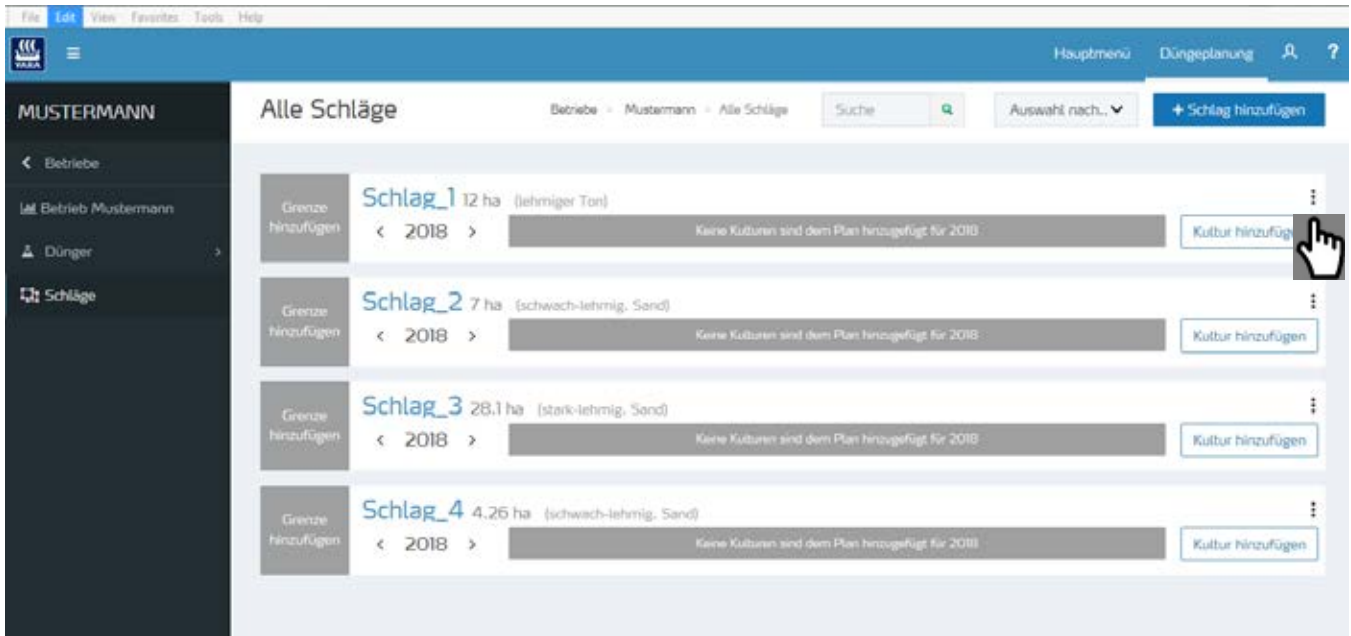 File Edit View Favorites Tools Help
YARA
Hauptmenü Düngeplanung ?
MUSTERMANN
Alle Schläge
Betriebe Mustermann Alle Schläge
Suche
Auswahl nach...
+ Schlag hinzufügen
Betriebe
Betrieb Mustermann
Dünger
Schläge
Grenze
hinzufügen
Schlag_1 12 ha (lehmiger Ton)
< 2018 >
Keine Kulturen sind dem Plan hinzugefügt für 2018
Kultur hinzufüg
Grenze
hinzufügen
Schlag_2 7 ha (schwach-lehmig, Sand)
< 2018 >
Keine Kulturen sind dem Plan hinzugefügt für 2018
Kultur hinzufügen
Grenze
hinzufügen
Schlag_3 28.1 ha (stark-lehmig, Sand)
< 2018 >
Keine Kulturen sind dem Plan hinzugefügt für 2018
Kultur hinzufügen
Grenze
hinzufügen
Schlag_4 4.26 ha (schwach-lehmig, Sand)
< 2018 >
Keine Kulturen sind dem Plan hinzugefügt für 2018
Kultur hinzufügen